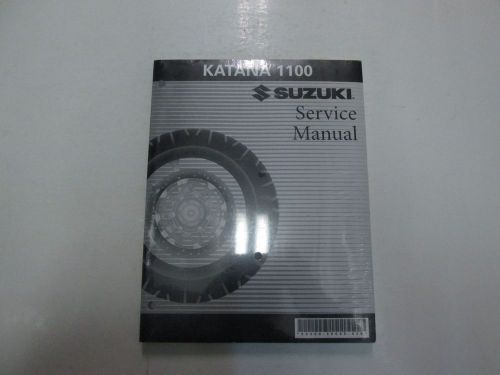 KATANA 1100
SUZUKI
Service
Manual